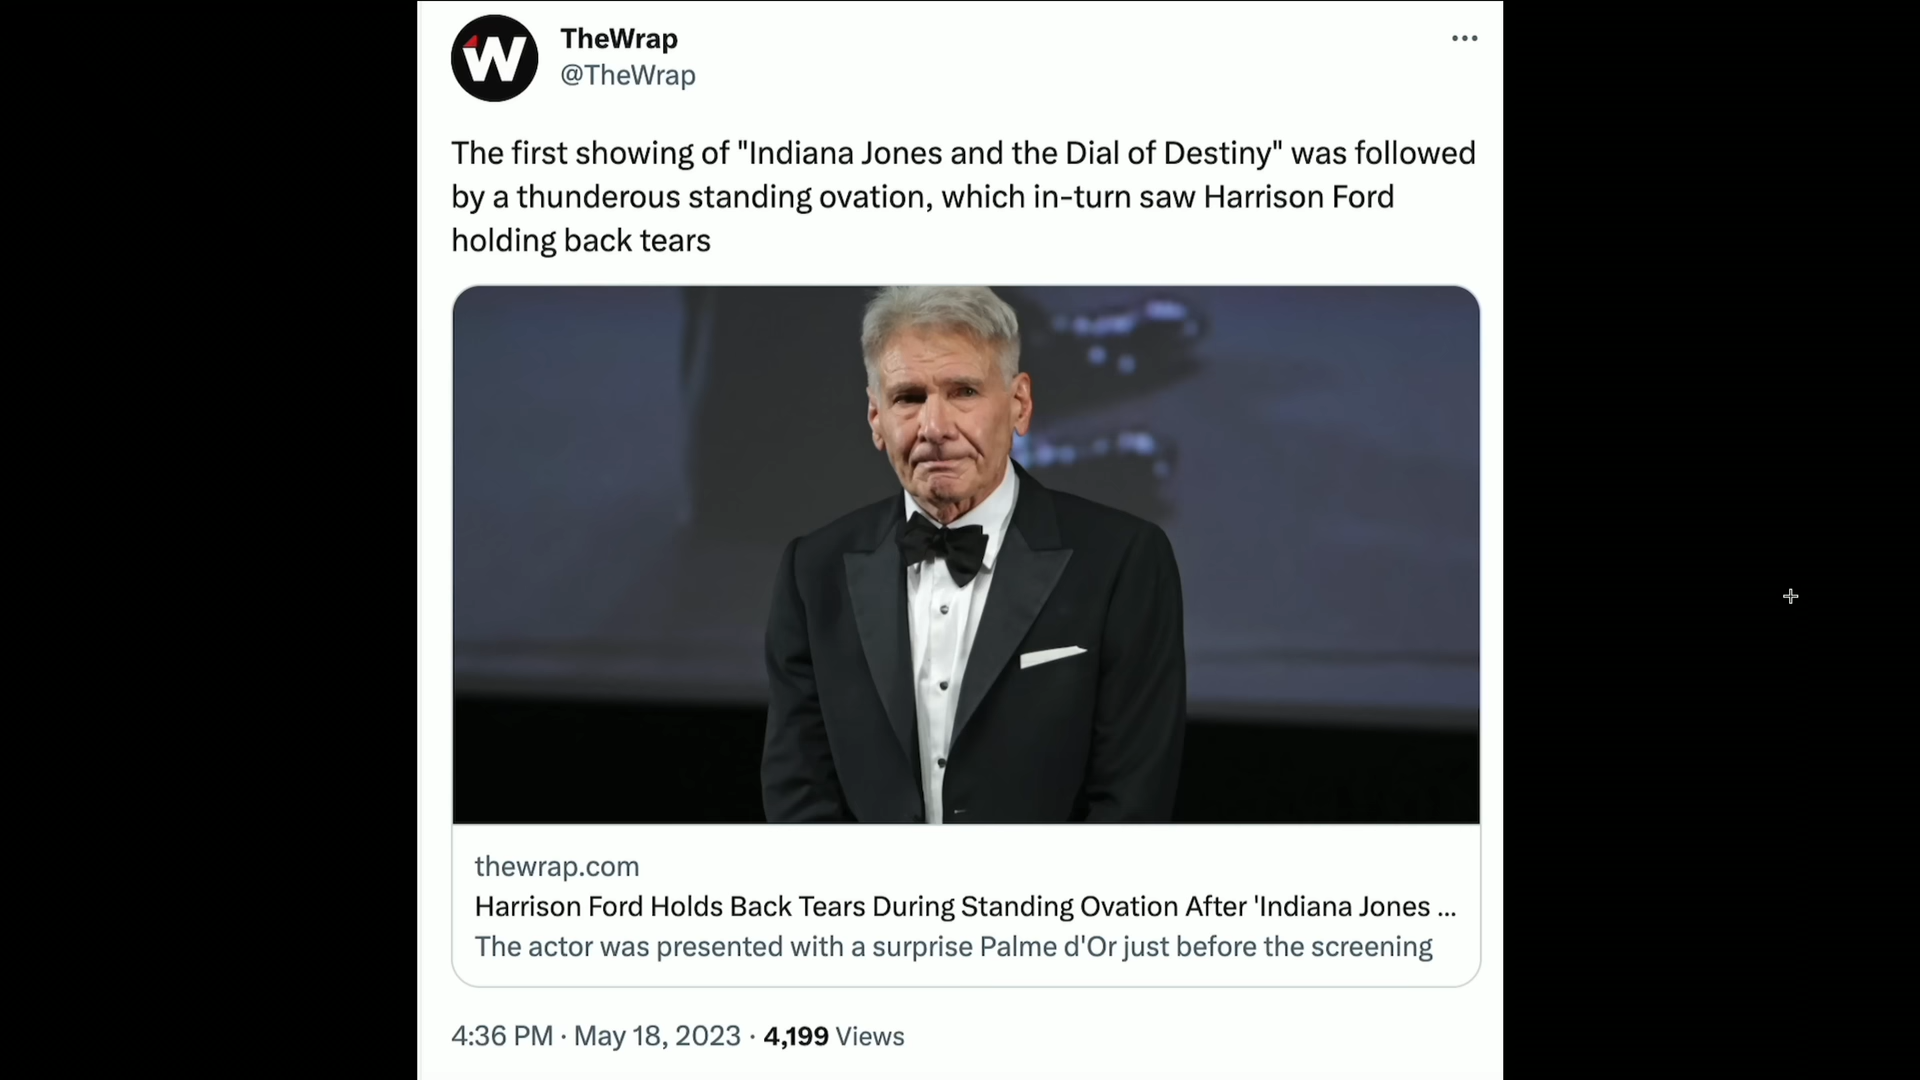 W
TheWrap
@TheWrap
The first showing of "Indiana Jones and the Dial of Destiny" was followed
by a thunderous standing ovation, which in-turn saw Harrison Ford
holding back tears
thewrap.com
Harrison Ford Holds Back Tears During Standing Ovation After 'Indiana Jones ...
The actor was presented with a surprise Palme d'Or just before the screening
4:36 PM · May 18, 2023 · 4,199 Views